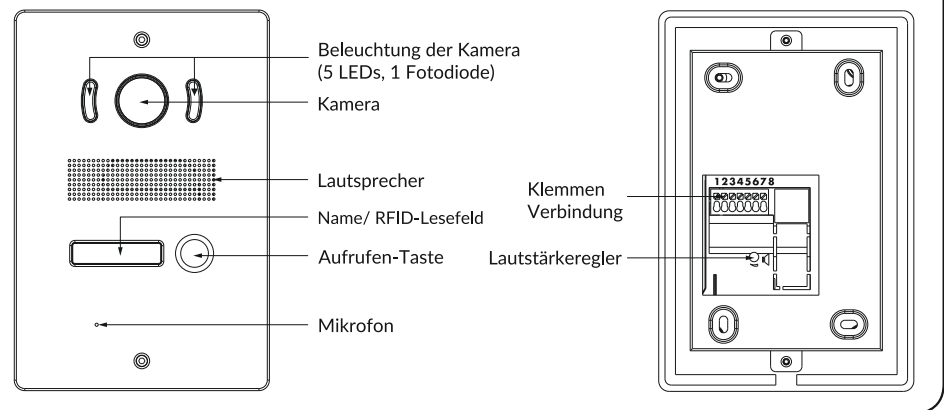 Beleuchtung der Kamera
(5 LEDs, 1 Fotodiode)
Kamera
Lautsprecher
Name/ RFID-Lesefeld
Aufrufen-Taste
Mikrofon
12345678
Klemmen
Verbindung
Lautstärkeregler